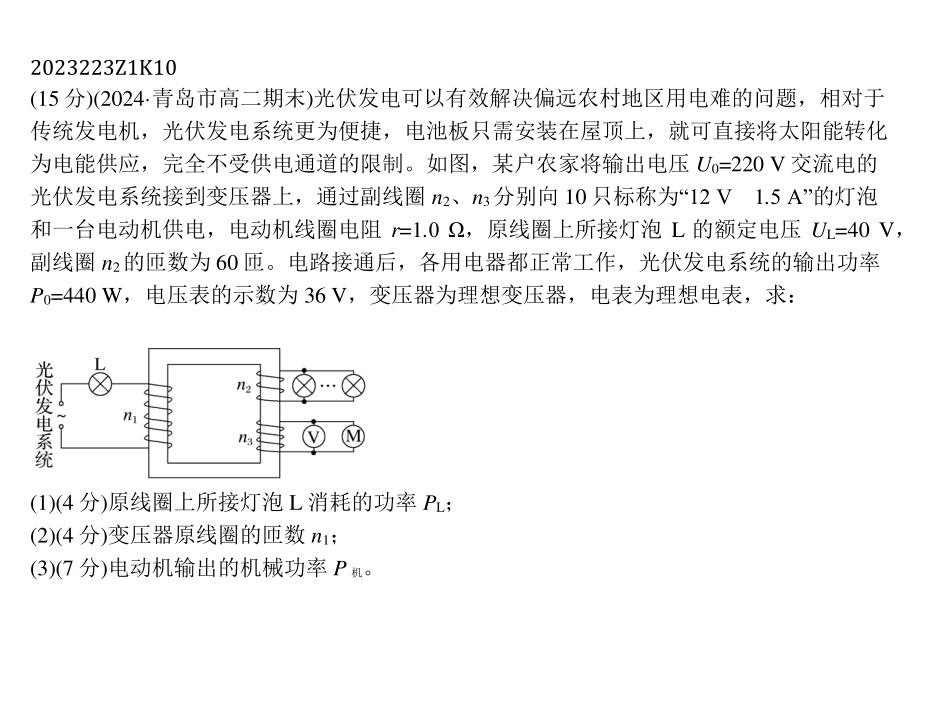 2023223Z1K10
(15 分)(2024·青岛市高二期末)光伏发电可以有效解决偏远农村地区用电难的问题，相对于
传统发电机，光伏发电系统更为便捷，电池板只需安装在屋顶上，就可直接将太阳能转化
为电能供应，完全不受供电通道的限制。如图，某户农家将输出电压 U0=220 V 交流电的
光伏发电系统接到变压器上，通过副线圈 n2、n3 分别向 10 只标称为“12 V　1.5 A”的灯泡
和一台电动机供电，电动机线圈电阻 r=1.0 Ω，原线圈上所接灯泡 L 的额定电压 UL=40 V，
副线圈 n2 的匝数为 60 匝。电路接通后，各用电器都正常工作，光伏发电系统的输出功率
P0=440 W，电压表的示数为 36 V，变压器为理想变压器，电表为理想电表，求：
光伏发电系统
~
L
n1
n2
···
n3
V
M
(1)(4 分)原线圈上所接灯泡 L 消耗的功率 PL；
(2)(4 分)变压器原线圈的匝数 n1；
(3)(7 分)电动机输出的机械功率 P 机。